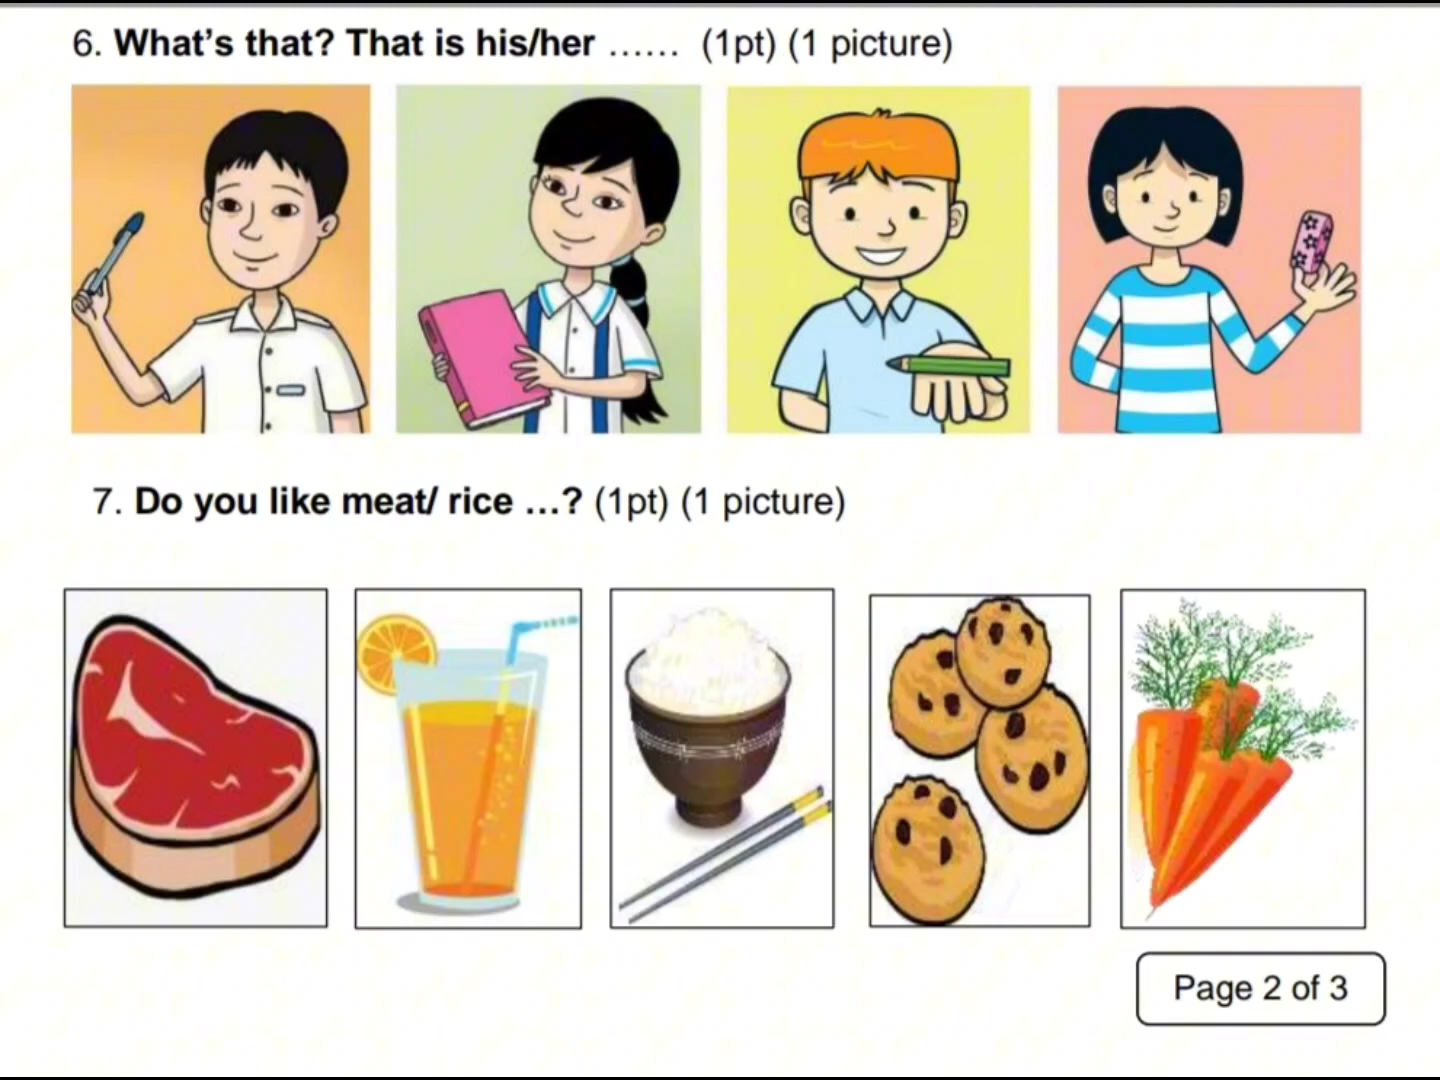 6. What's that? That is his/her ...... (1pt) (1 picture)
7. Do you like meat/ rice ...? (1pt) (1 picture)
Page 2 of 3